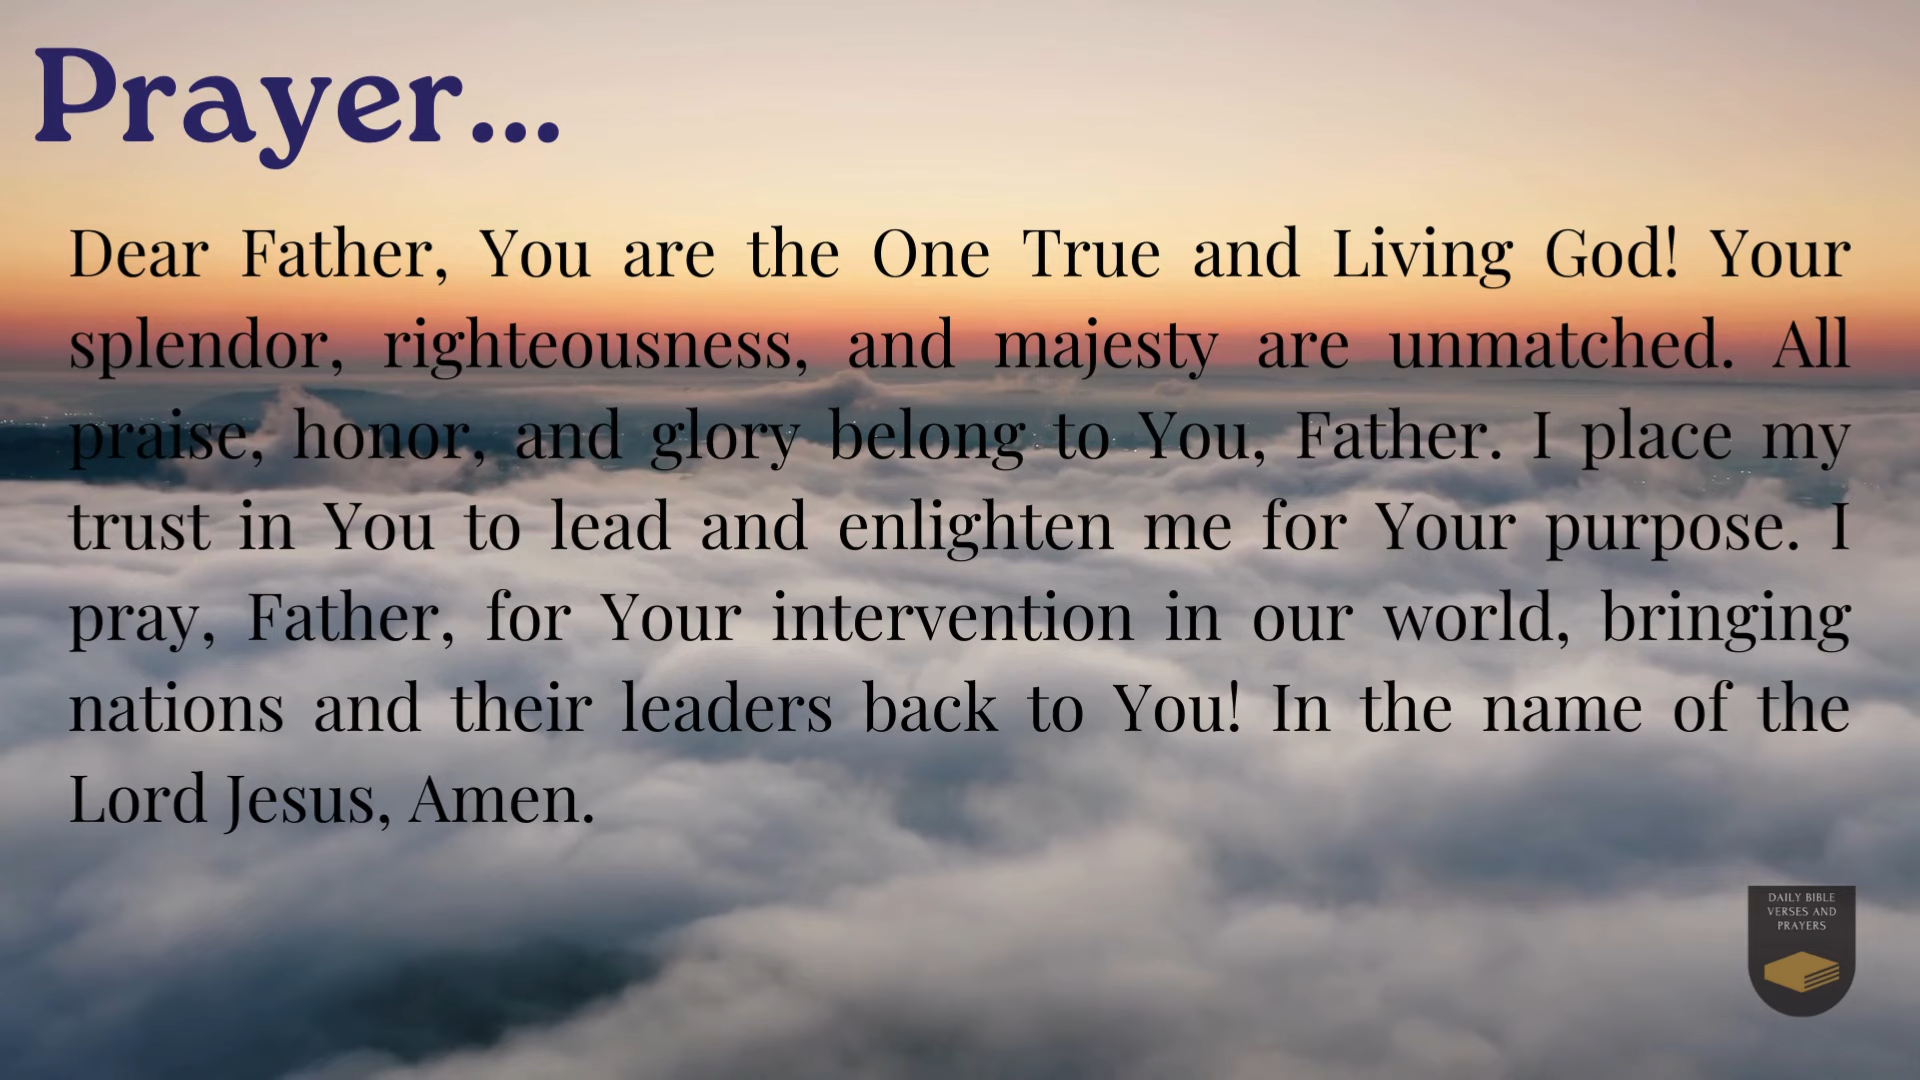 Prayer...
Dear Father, You are the One True and Living God! Your
splendor, righteousness, and majesty are unmatched. All
praise, honor, and glory belong to You, Father. I place my
trust in You to lead and enlighten me for Your purpose. I
pray, Father, for Your intervention in our world, bringing
nations and their leaders back to You! In the name of the
Lord Jesus, Amen.
DAILY BIBLE
VERSES AND
PRAYERS